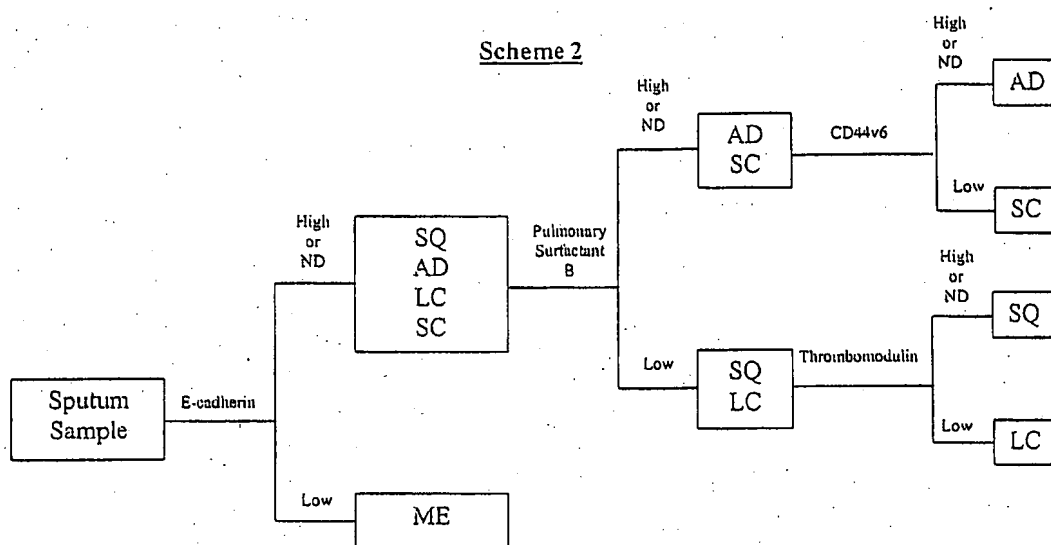 Scheme 2
High
or
ND
AD
Low
SC
High
or
ND
AD
SC
CD44v6
High
or
ND
SQ
AD
LC
SC
Pulmonary
Surfactant
B
Low
SQ
LC
Thrombomodulin
High
or
ND
SQ
Low
LC
Sputum
Sample
E-cadherin
Low
ME